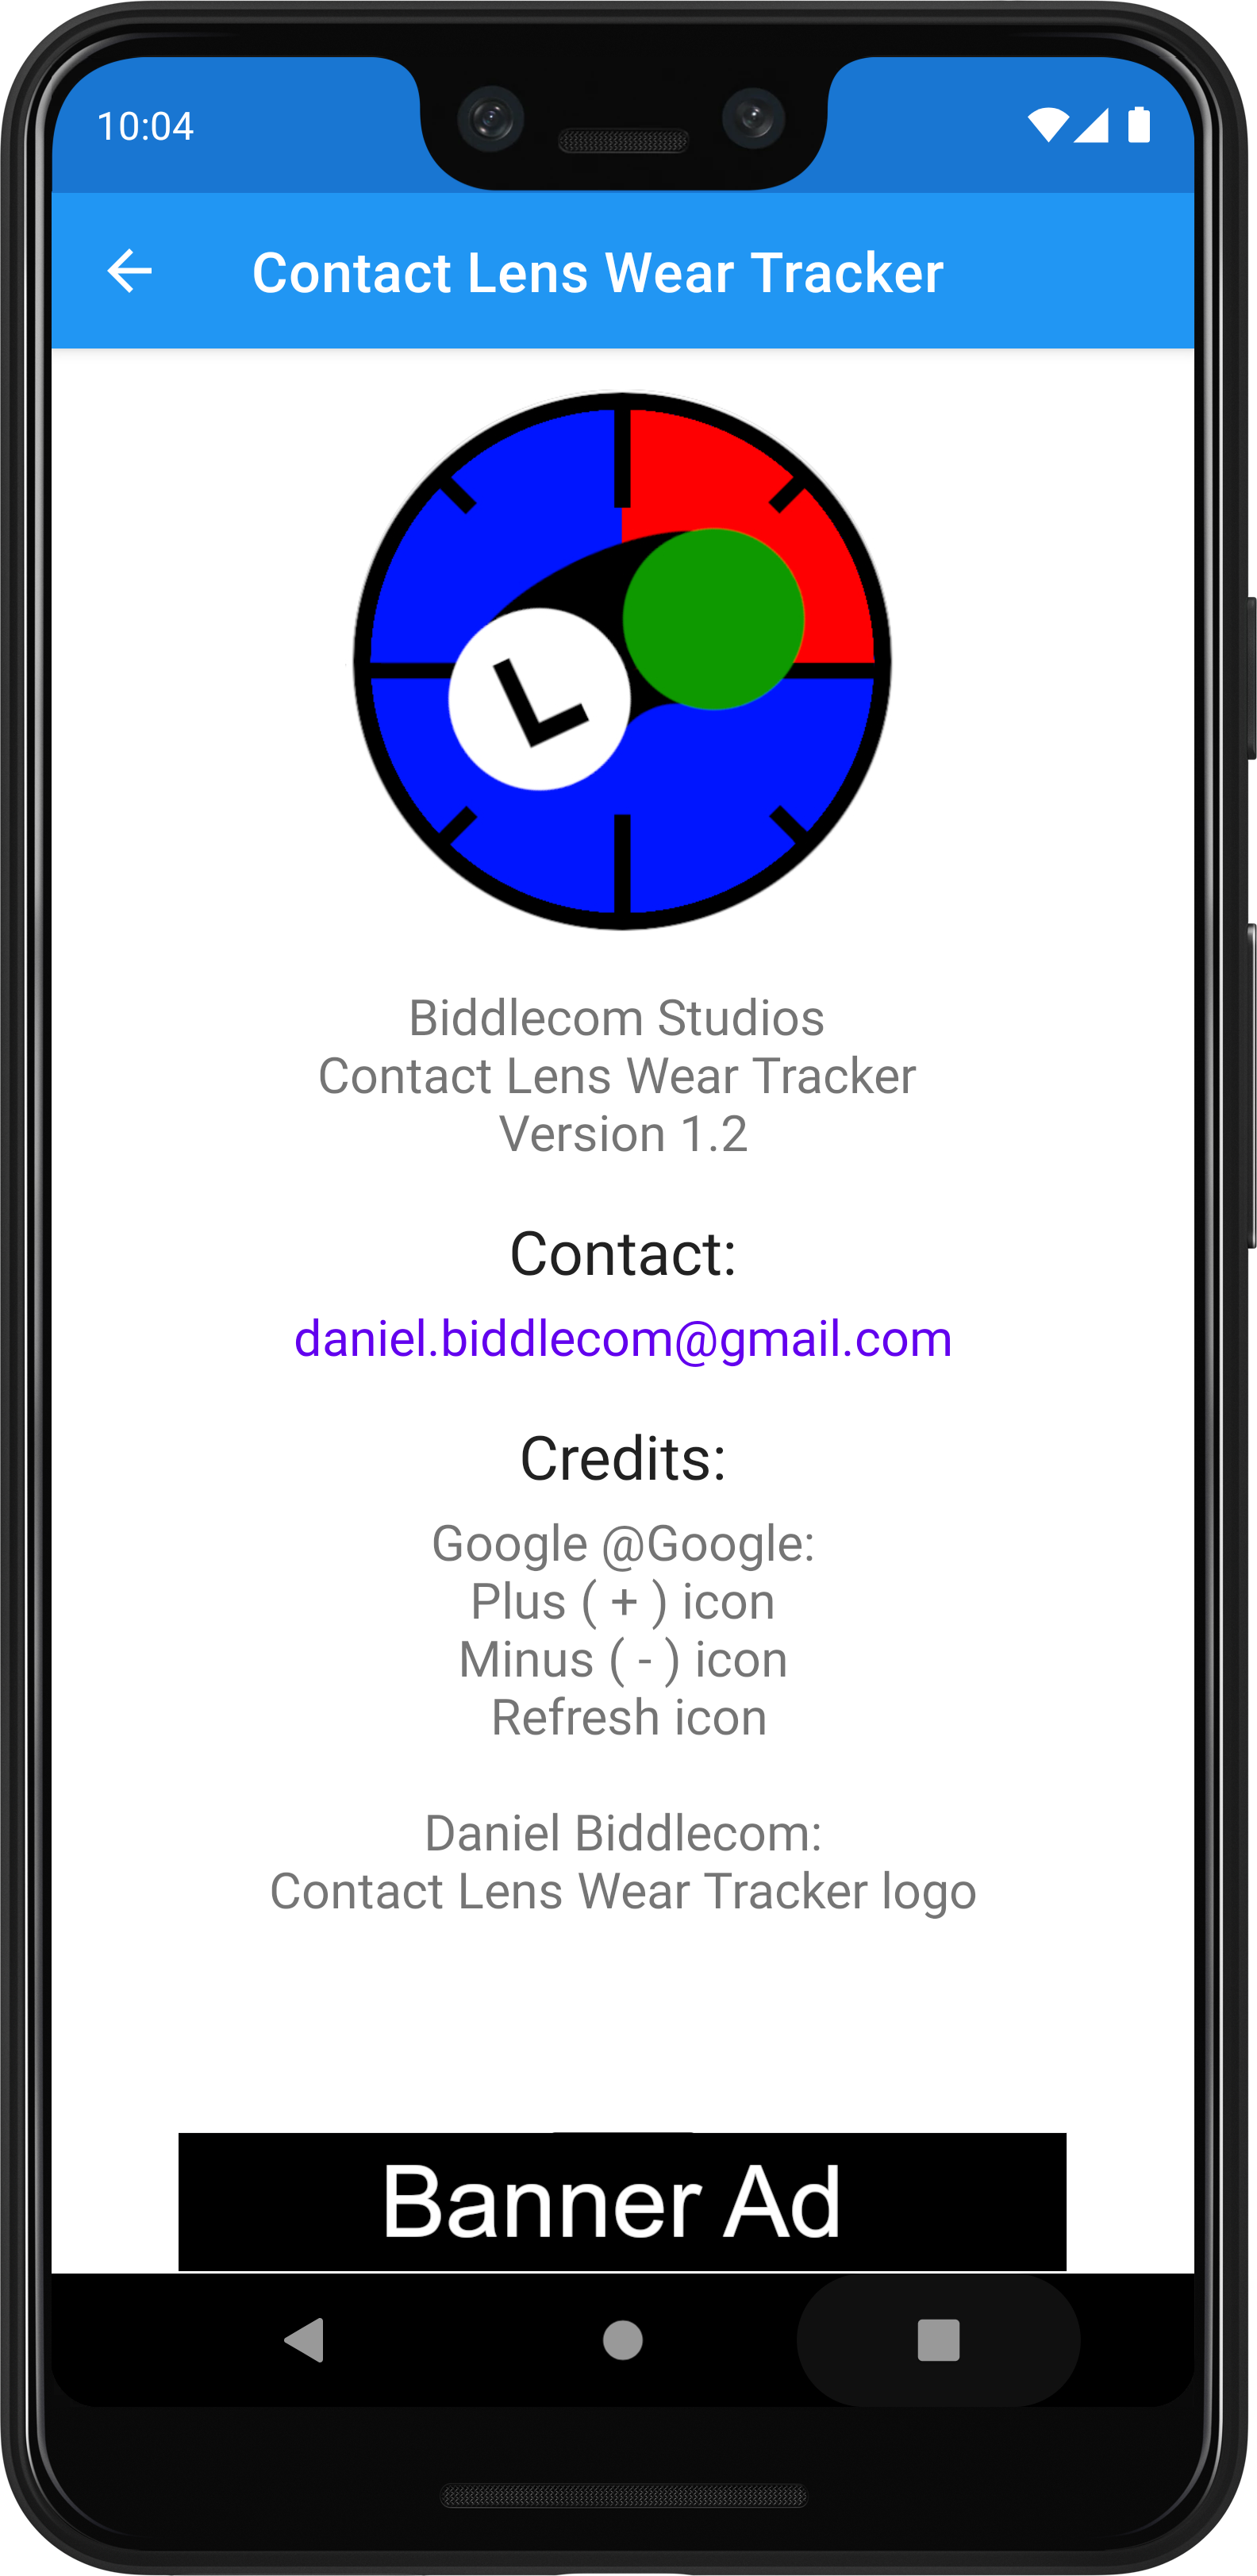 10:04
Contact Lens Wear Tracker
L
Biddlecom Studios
Contact Lens Wear Tracker
Version 1.2
Contact:
daniel.biddlecom@gmail.com
Credits:
Google @Google:
Plus ( + ) icon
Minus ( - ) icon
Refresh icon
Daniel Biddlecom:
Contact Lens Wear Tracker logo
Banner Ad